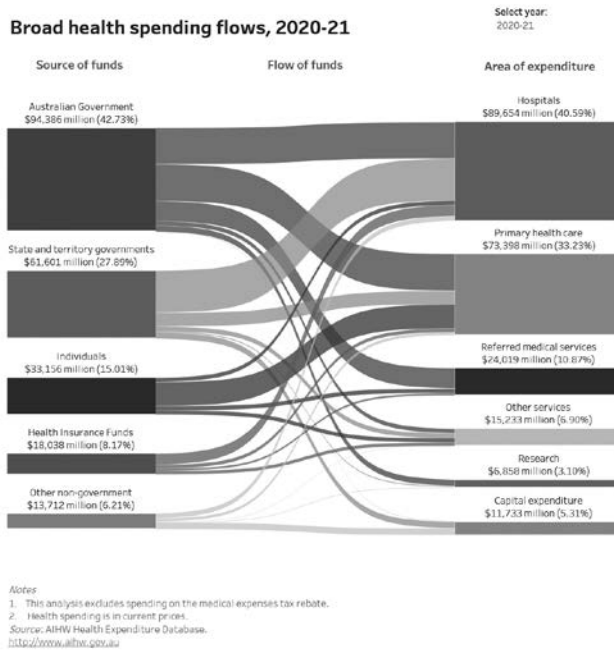 Select year:
2020-21
Broad health spending flows, 2020-21
Source of funds
Flow of funds
Area of expenditure
Australian Government
$94,386 million (42.73%)
State and territory governments
$61,601 million (27.89%)
Individuals
$33,156 million (15.01%)
Health Insurance Funds
$18,038 million (8.17%)
Other non-government
$13,712 million (6.21%)
Hospitals
$89,654 million (40.59%)
Primary health care
$73,398 million (33.23%)
Referred medical services
$24,019 million (10.87%)
Other services
$15,233 million (6.90%)
Research
$6,858 million (3.10%)
Capital expenditure
$11,733 million (5.31%)
Notes
1. This analysis excludes spending on the medical expenses tax rebate.
2. Health spending is in current prices.
Source: AIHW Health Expenditure Database.
http://www.aihw.gov.au